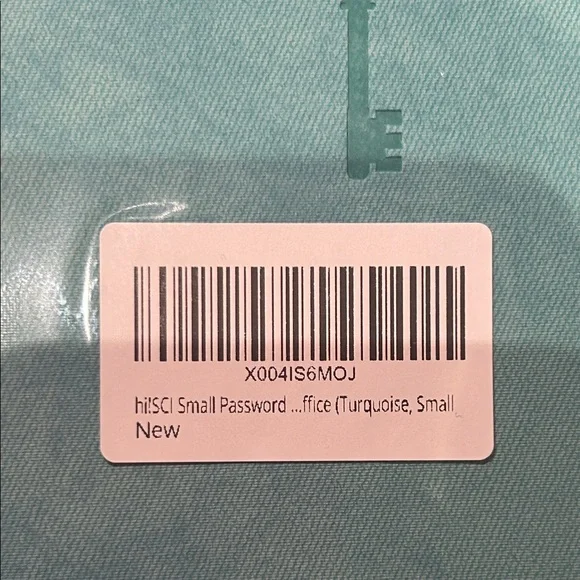 X004IS6MOJ
hi!SCI Small Password ...ffice (Turquoise, Small
New